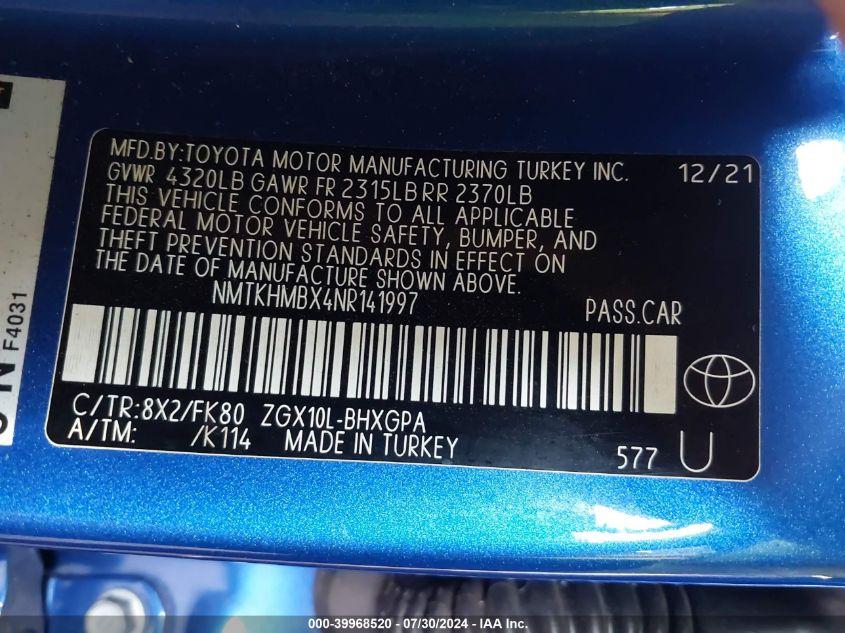 MFD.BY:TOYOTA MOTOR MANUFACTURING TURKEY INC. 12/21
GVWR 4320LB GAWR FR 2315LB RR 2370LB
THIS VEHICLE CONFORMS TO ALL APPLICABLE
FEDERAL MOTOR VEHICLE SAFETY, BUMPER, AND
THEFT PREVENTION STANDARDS IN EFFECT ON
THE DATE OF MANUFACTURE SHOWN ABOVE.
NMTKHMBX4NR141997 PASS.CAR
C/TR:8X2/FK80 ZGX10L-BHXGPA
A/TM: /K114 MADE IN TURKEY 577 U
F4031
000-39968520 - 07/30/2024 - IAA Inc.